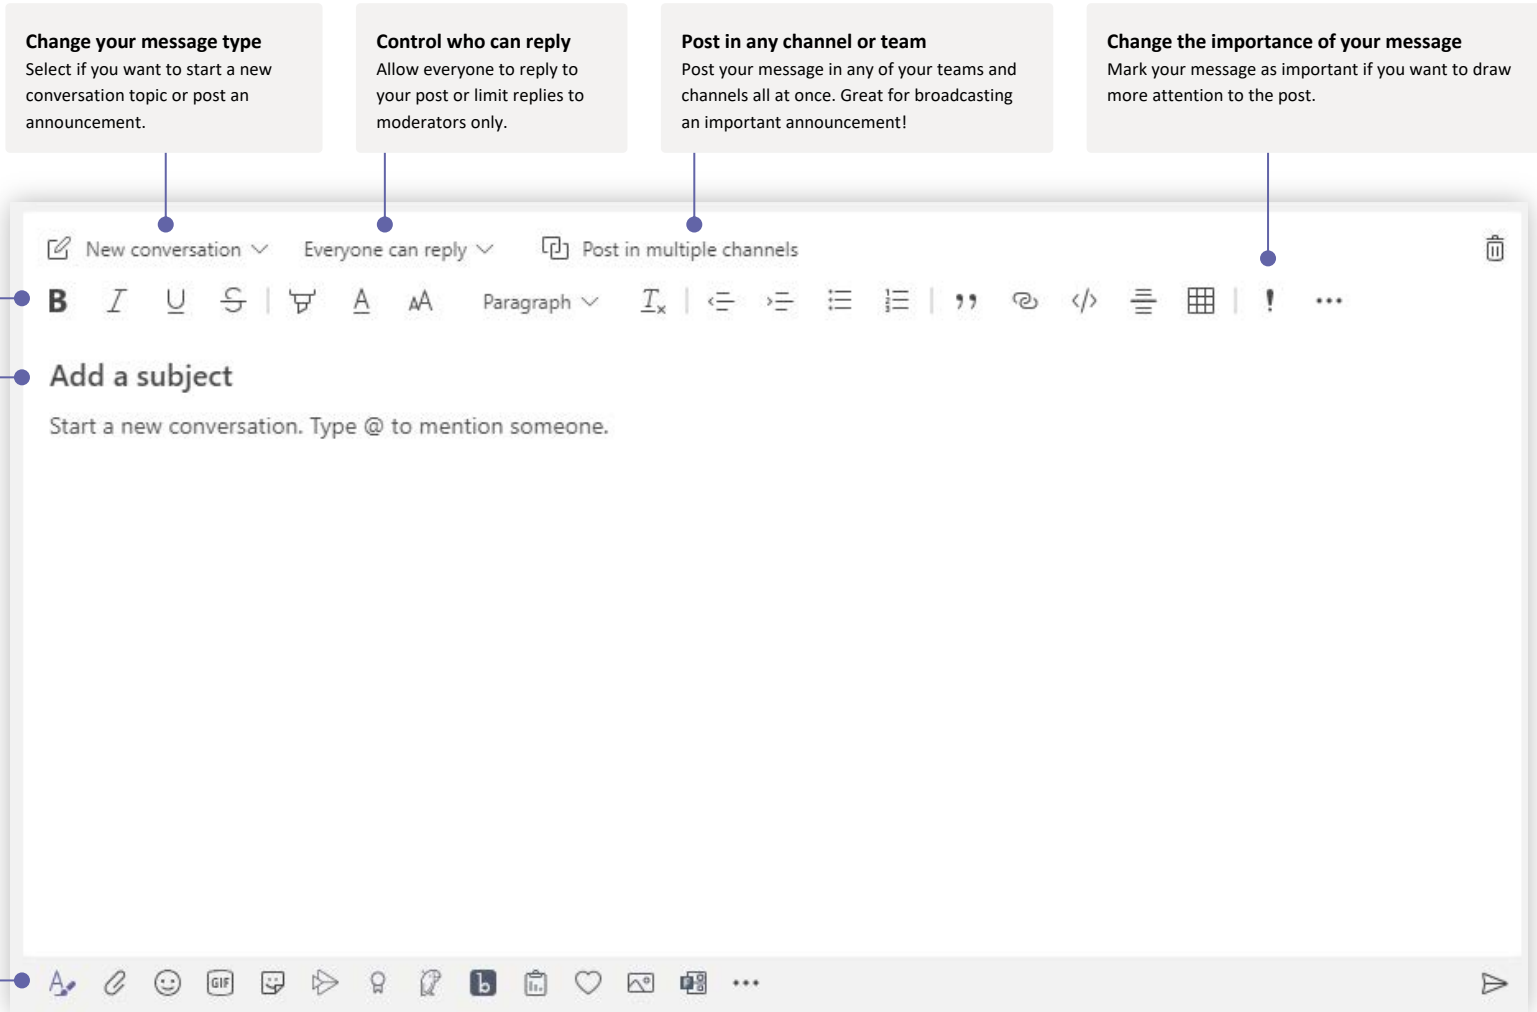 Change your message type
Select if you want to start a new
conversation topic or post an
announcement.
Control who can reply
Allow everyone to reply to
your post or limit replies to
moderators only.
Post in any channel or team
Post your message in any of your teams and
channels all at once. Great for broadcasting
an important announcement!
Change the importance of your message
Mark your message as important if you want to draw
more attention to the post.
New conversation
Everyone can reply
Post in multiple channels
B I U S A AA Paragraph Tx
Add a subject
Start a new conversation. Type @ to mention someone.
GIF
b